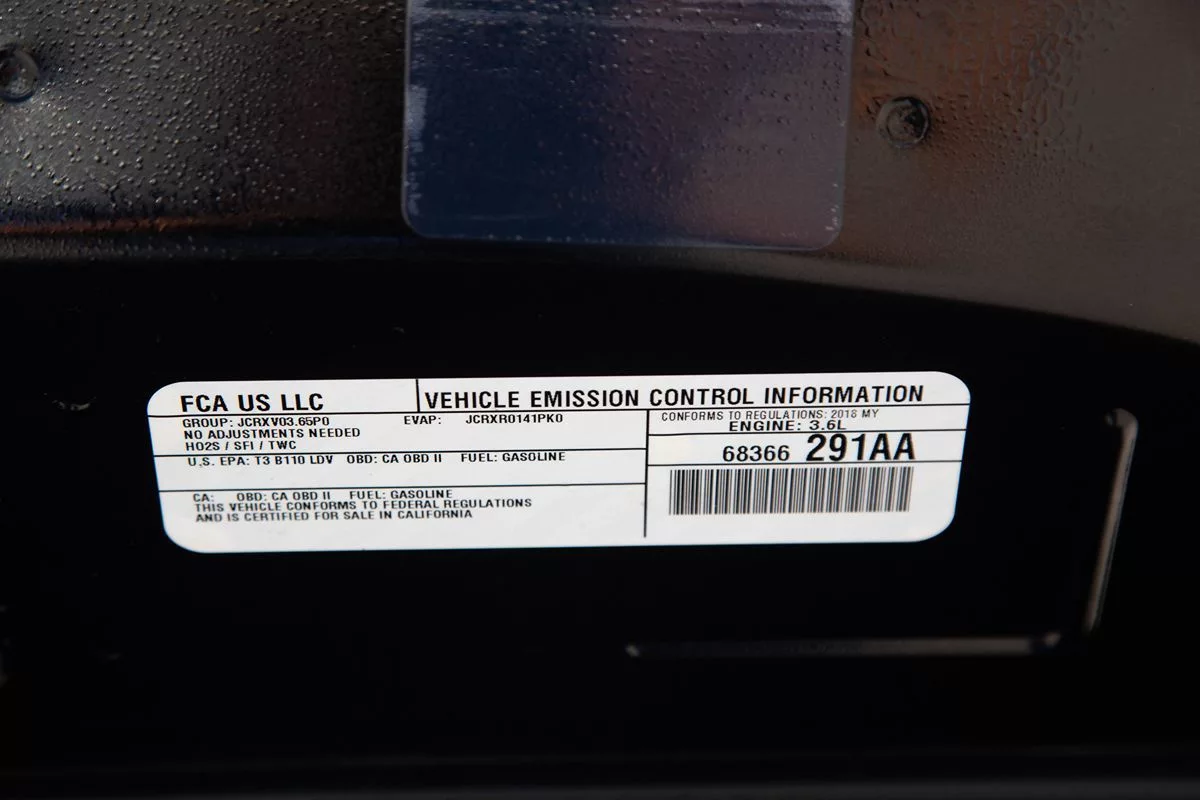 FCA US LLC
VEHICLE EMISSION CONTROL INFORMATION
GROUP: JCRXV03.65P0 EVAP: JCRXR0141PK0
NO ADJUSTMENTS NEEDED
HO2S / SFI / TWC
CONFORMS TO REGULATIONS: 2018 MY
ENGINE: 3.6L
U.S. EPA: T3 B110 LDV OBD: CA OBD II FUEL: GASOLINE
68366 291AA
CA: OBD: CA OBD II FUEL: GASOLINE
THIS VEHICLE CONFORMS TO FEDERAL REGULATIONS
AND IS CERTIFIED FOR SALE IN CALIFORNIA